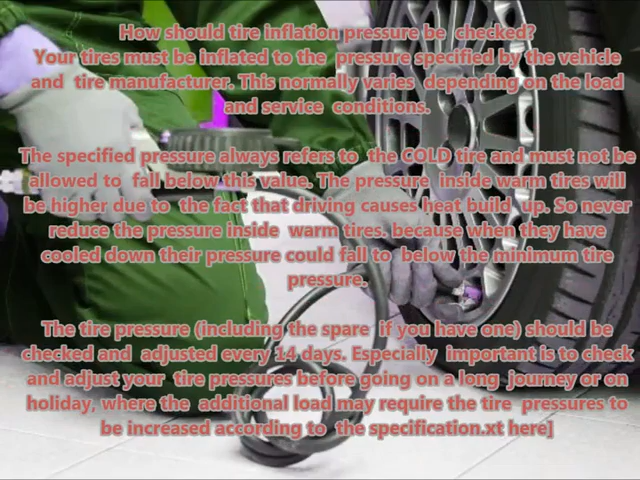 How should tire inflation pressure be checked?
Your tires must be inflated to the pressure specified by the vehicle
and tire manufacturer. This normally varies depending on the load
and service conditions.
The specified pressure always refers to the COLD tire and must not be
allowed to fall below this value. The pressure inside warm tires will
be higher due to the fact that driving causes heat build up. So never
reduce the pressure inside warm tires. because when they have
cooled down their pressure could fall to below the minimum tire
pressure.
The tire pressure (including the spare if you have one) should be
checked and adjusted every 14 days. Especially important is to check
and adjust your tire pressures before going on a long journey or on
holiday, where the additional load may require the tire pressures to
be increased according to the specification.xt here]